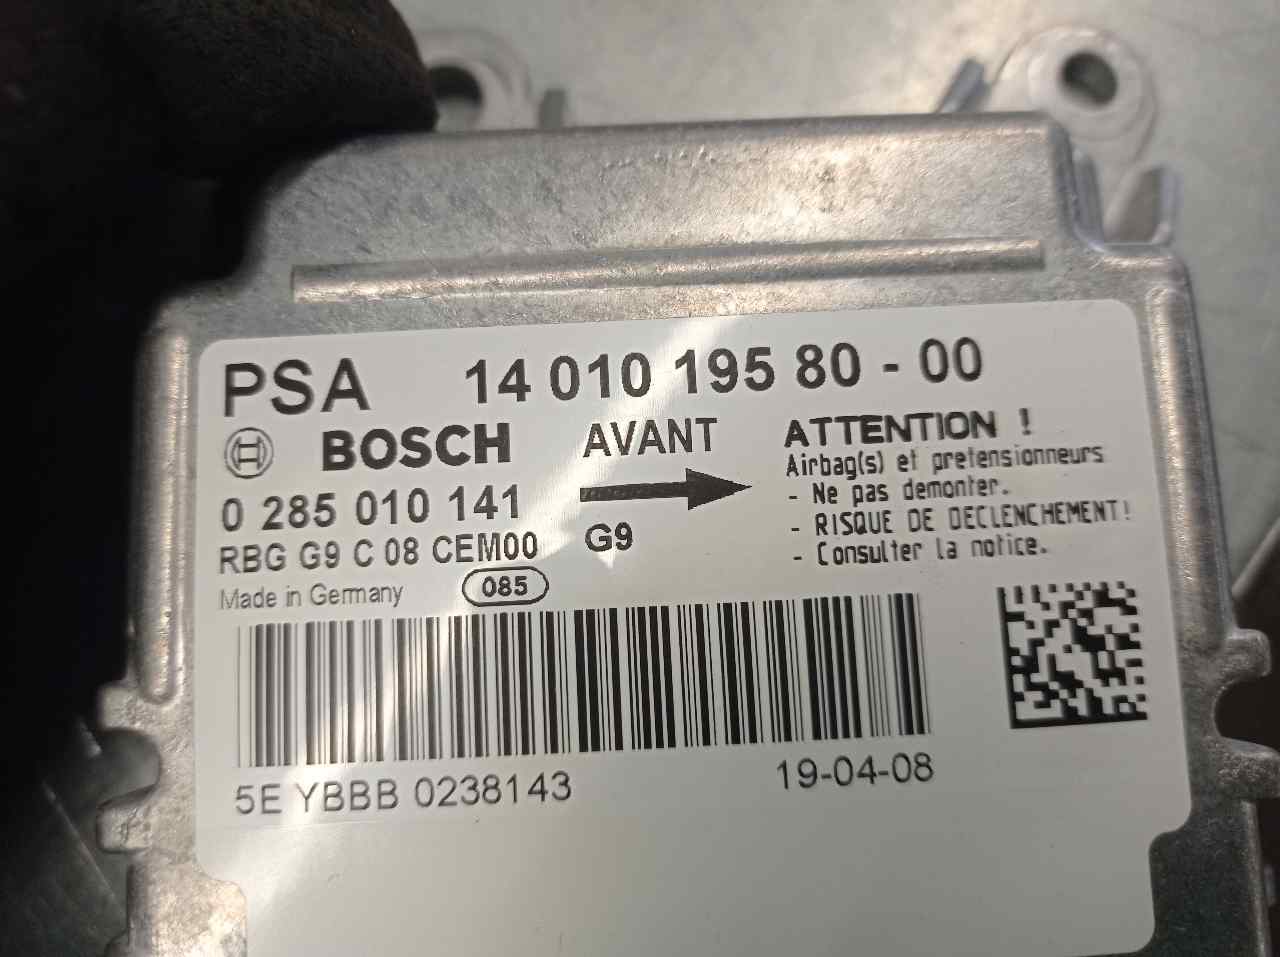 PSA 14 010 195 80 - 00
BOSCH AVANT
0 285 010 141
RBG G9 C 08 CEM00 G9
Made in Germany 085
ATTENTION !
Airbag(s) et pretensionneurs
- Ne pas demonter.
- RISQUE DE DECLENCHEMENT!
- Consulter la notice.
5E YBBB 0238143 19-04-08